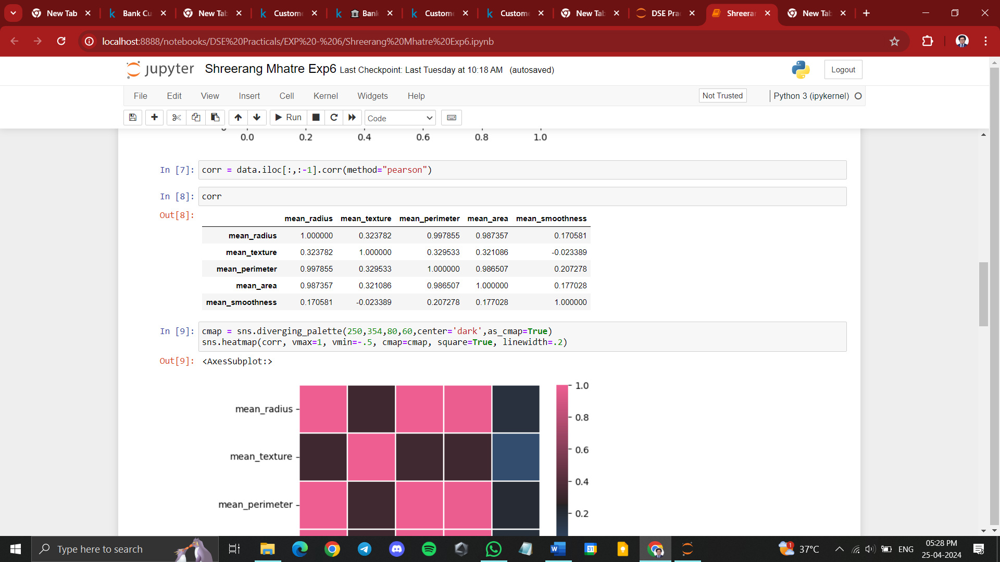 New Tab
Bank Cu
New Tab
Custome
Bank
Custome
Custome
New Tab
DSE Prac
Shreeran
New Tab
localhost:8888/notebooks/DSE%20Practicals/EXP%20-%206/Shreerang%20Mhatre%20Exp6.ipynb
jupyter Shreerang Mhatre Exp6 Last Checkpoint: Last Tuesday at 10:18 AM (autosaved)
Logout
File Edit View Insert Cell Kernel Widgets Help
Not Trusted
Python 3 (ipykernel)
Run
Code
0.0 0.2 0.4 0.6 0.8 1.0
In [7]: corr = data.iloc[:,:-1].corr(method="pearson")
In [8]: corr
Out[8]:
mean_radius mean_texture mean_perimeter mean_area mean_smoothness
mean_radius 1.000000 0.323782 0.997855 0.987357 0.170581
mean_texture 0.323782 1.000000 0.329533 0.321086 -0.023389
mean_perimeter 0.997855 0.329533 1.000000 0.986507 0.207278
mean_area 0.987357 0.321086 0.986507 1.000000 0.177028
mean_smoothness 0.170581 -0.023389 0.207278 0.177028 1.000000
In [9]: cmap = sns.diverging_palette(250,354,80,60,center='dark',as_cmap=True)
sns.heatmap(corr, vmax=1, vmin=-.5, cmap=cmap, square=True, linewidth=.2)
Out[9]: <AxesSubplot:>
1.0
mean_radius
0.8
0.6
mean_texture
0.4
mean_perimeter
0.2
Type here to search
W
31
1
37°C
ENG
05:28 PM
25-04-2024